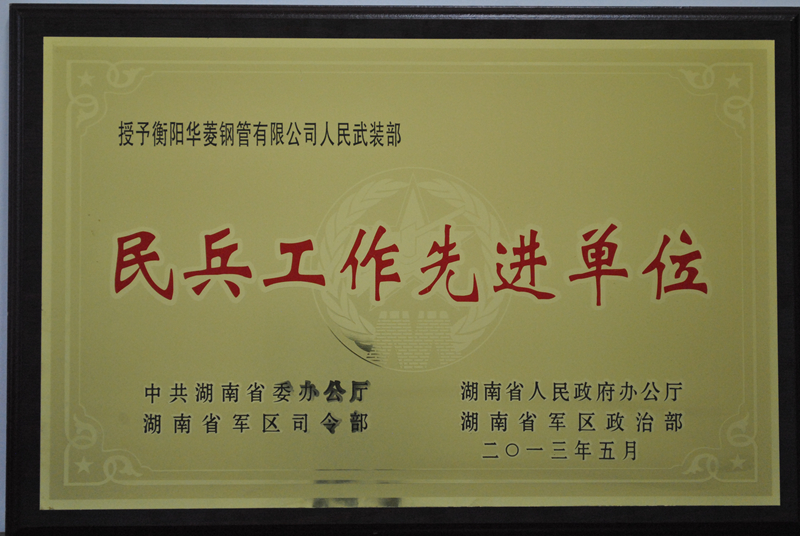 授予衡阳华菱钢管有限公司人民武装部
民兵工作先进单位
中共湖南省委办公厅
湖南省人民政府办公厅
湖南省军区司令部
湖南省军区政治部
二〇一三年五月